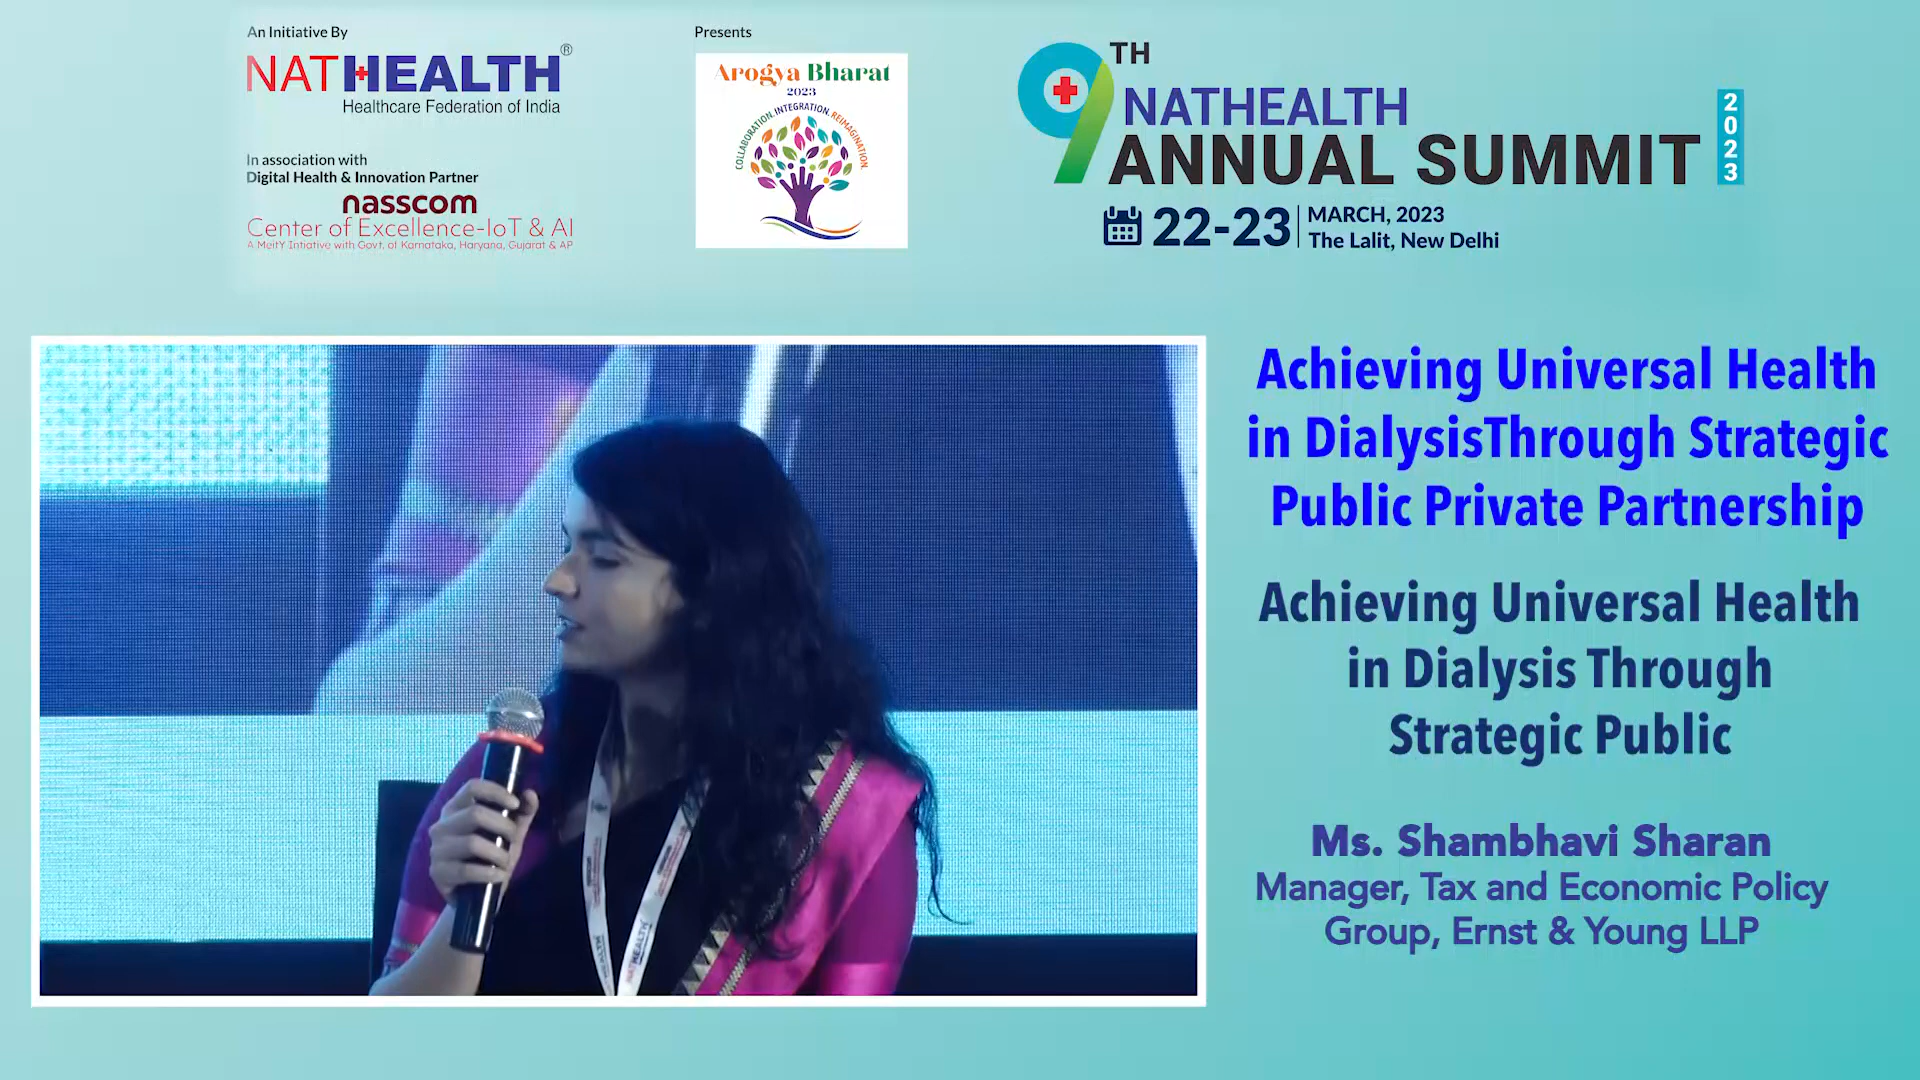 An Initiative By
NATHEALTH®
Healthcare Federation of India
In association with
Digital Health & Innovation Partner
nasscom
Center of Excellence-IoT & AI
A MeitY Initiative with Govt. of Karnataka, Haryana, Gujarat & AP
Presents
Arogya Bharat
2023
COLLABORATION. INTEGRATION. REIMAGINATION.
9TH
NATHEALTH
ANNUAL SUMMIT
2023
22-23
MARCH, 2023
The Lalit, New Delhi
Achieving Universal Health
in DialysisThrough Strategic
Public Private Partnership
Achieving Universal Health
in Dialysis Through
Strategic Public
Ms. Shambhavi Sharan
Manager, Tax and Economic Policy
Group, Ernst & Young LLP
NATHEALTH